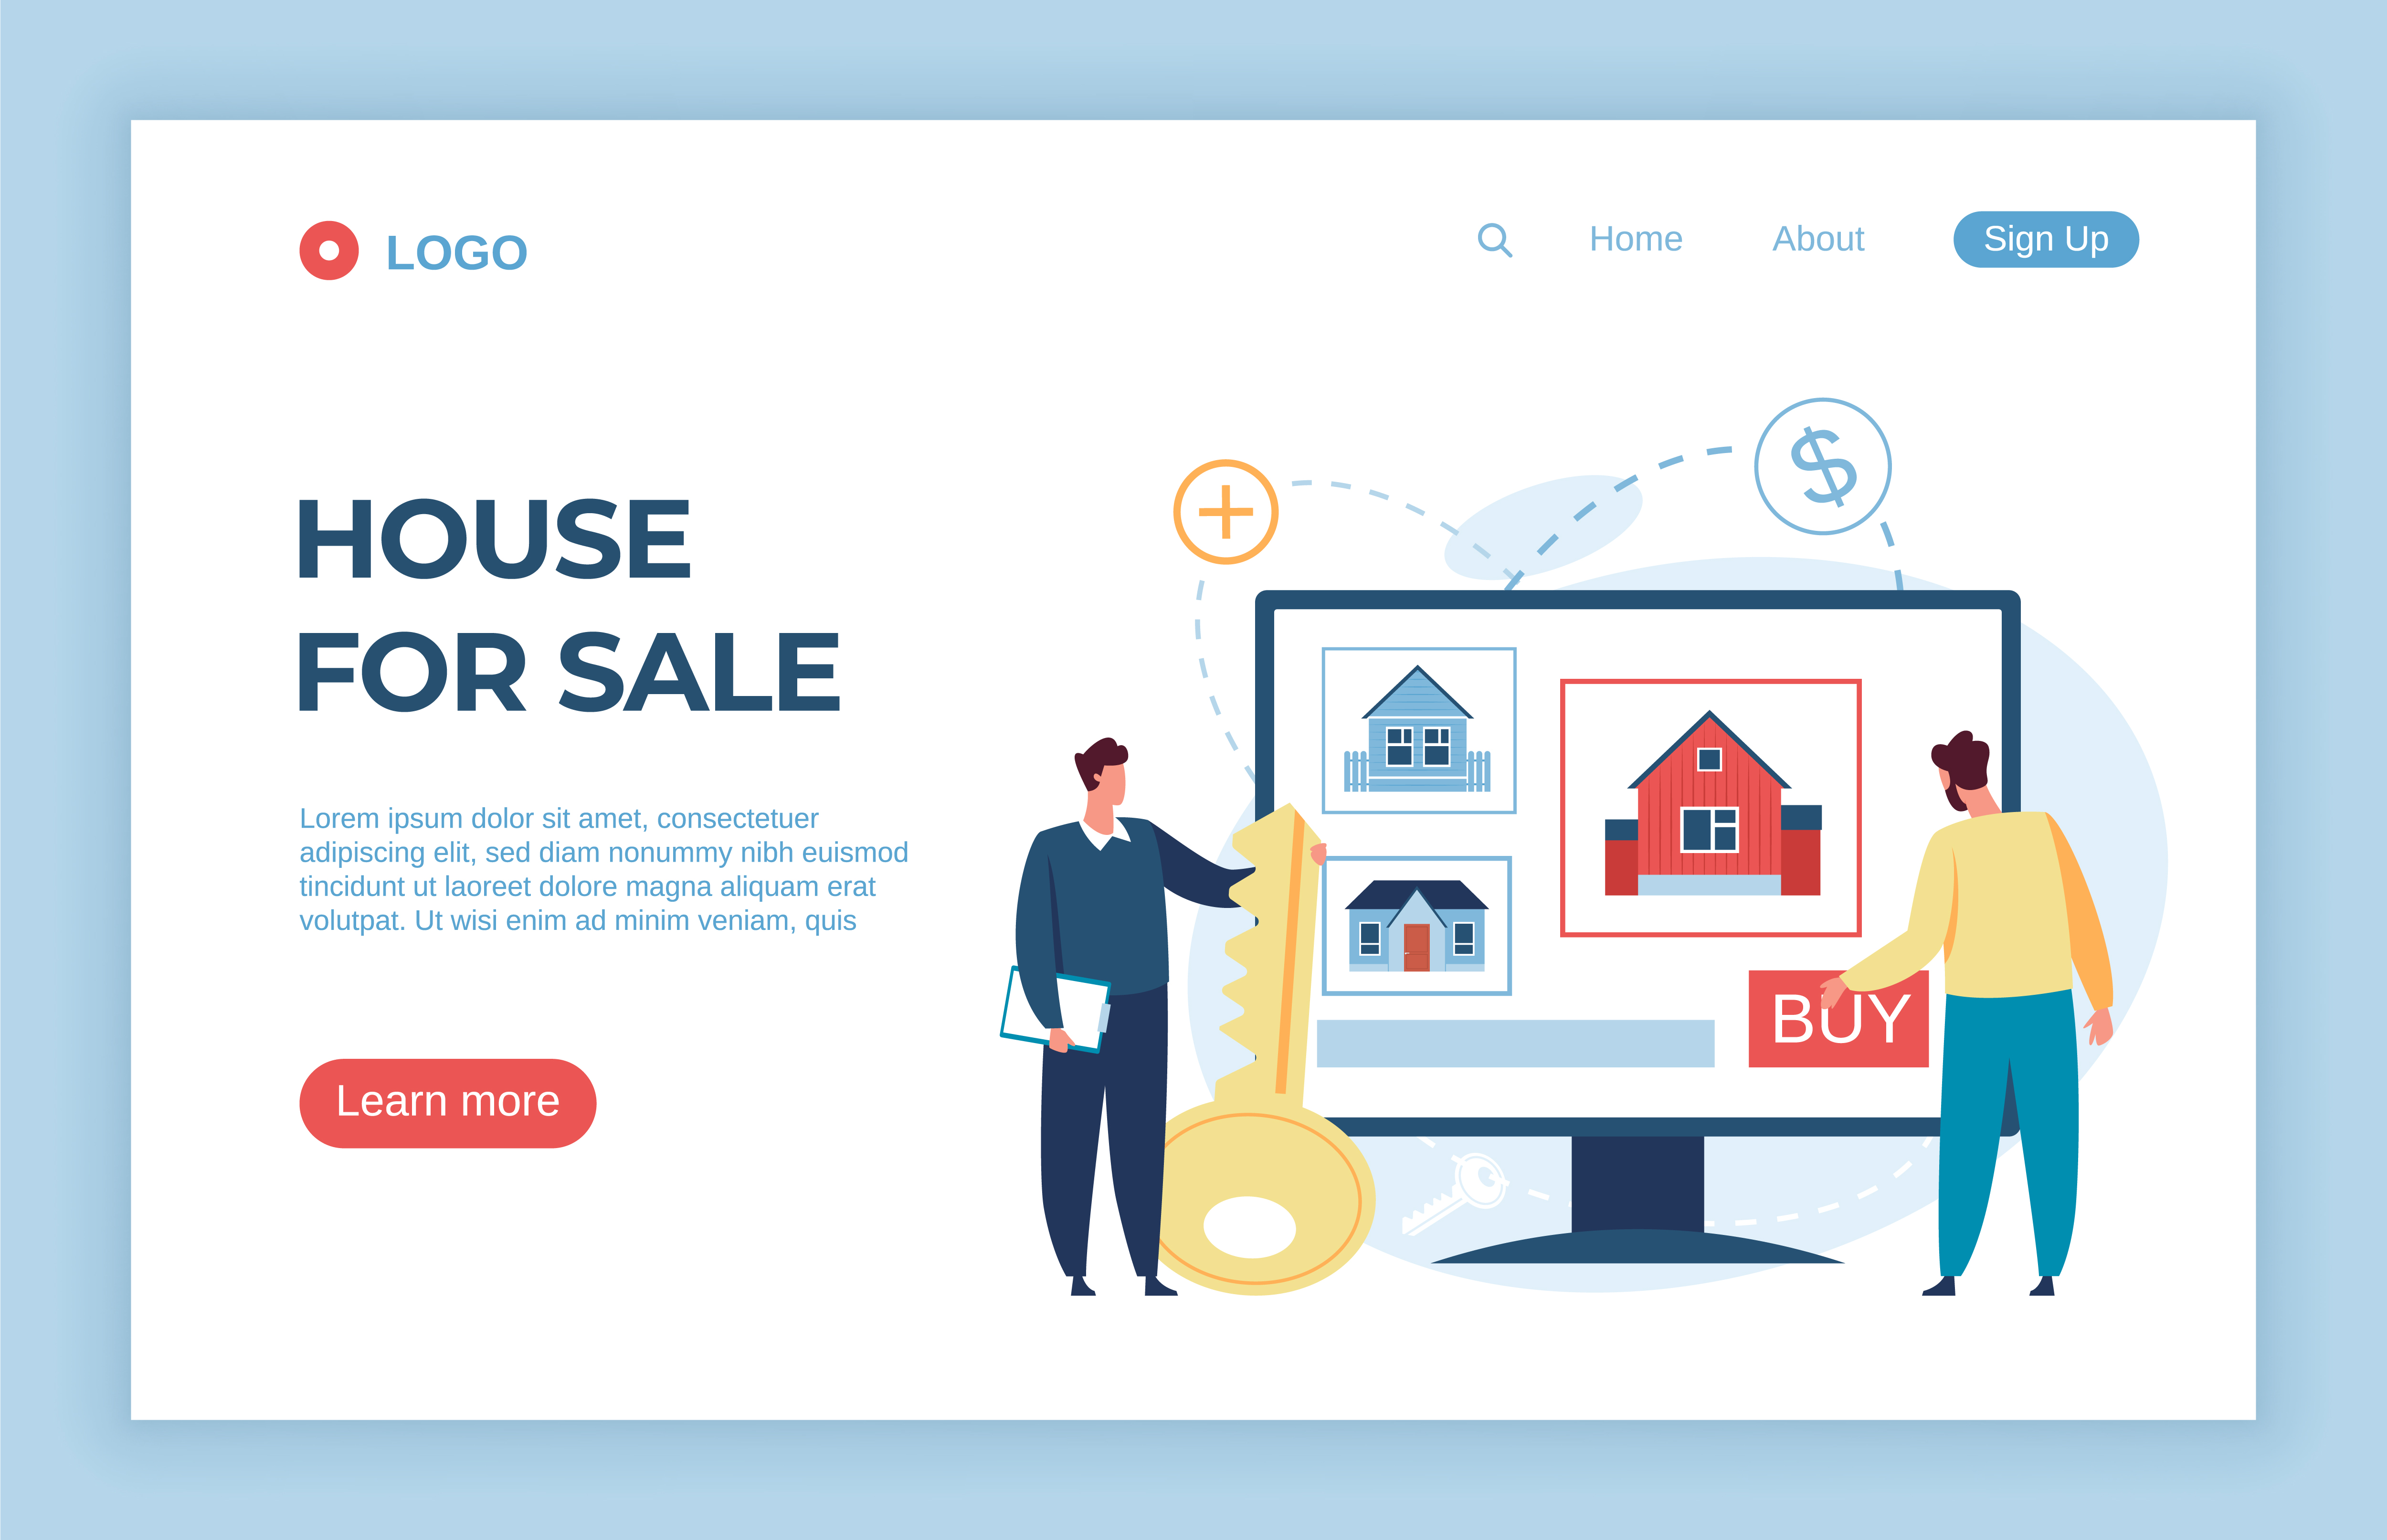 LOGO
Home
About
Sign Up
HOUSE
FOR SALE
Lorem ipsum dolor sit amet, consectetuer
adipiscing elit, sed diam nonummy nibh euismod
tincidunt ut laoreet dolore magna aliquam erat
volutpat. Ut wisi enim ad minim veniam, quis
Learn more
$
BUY